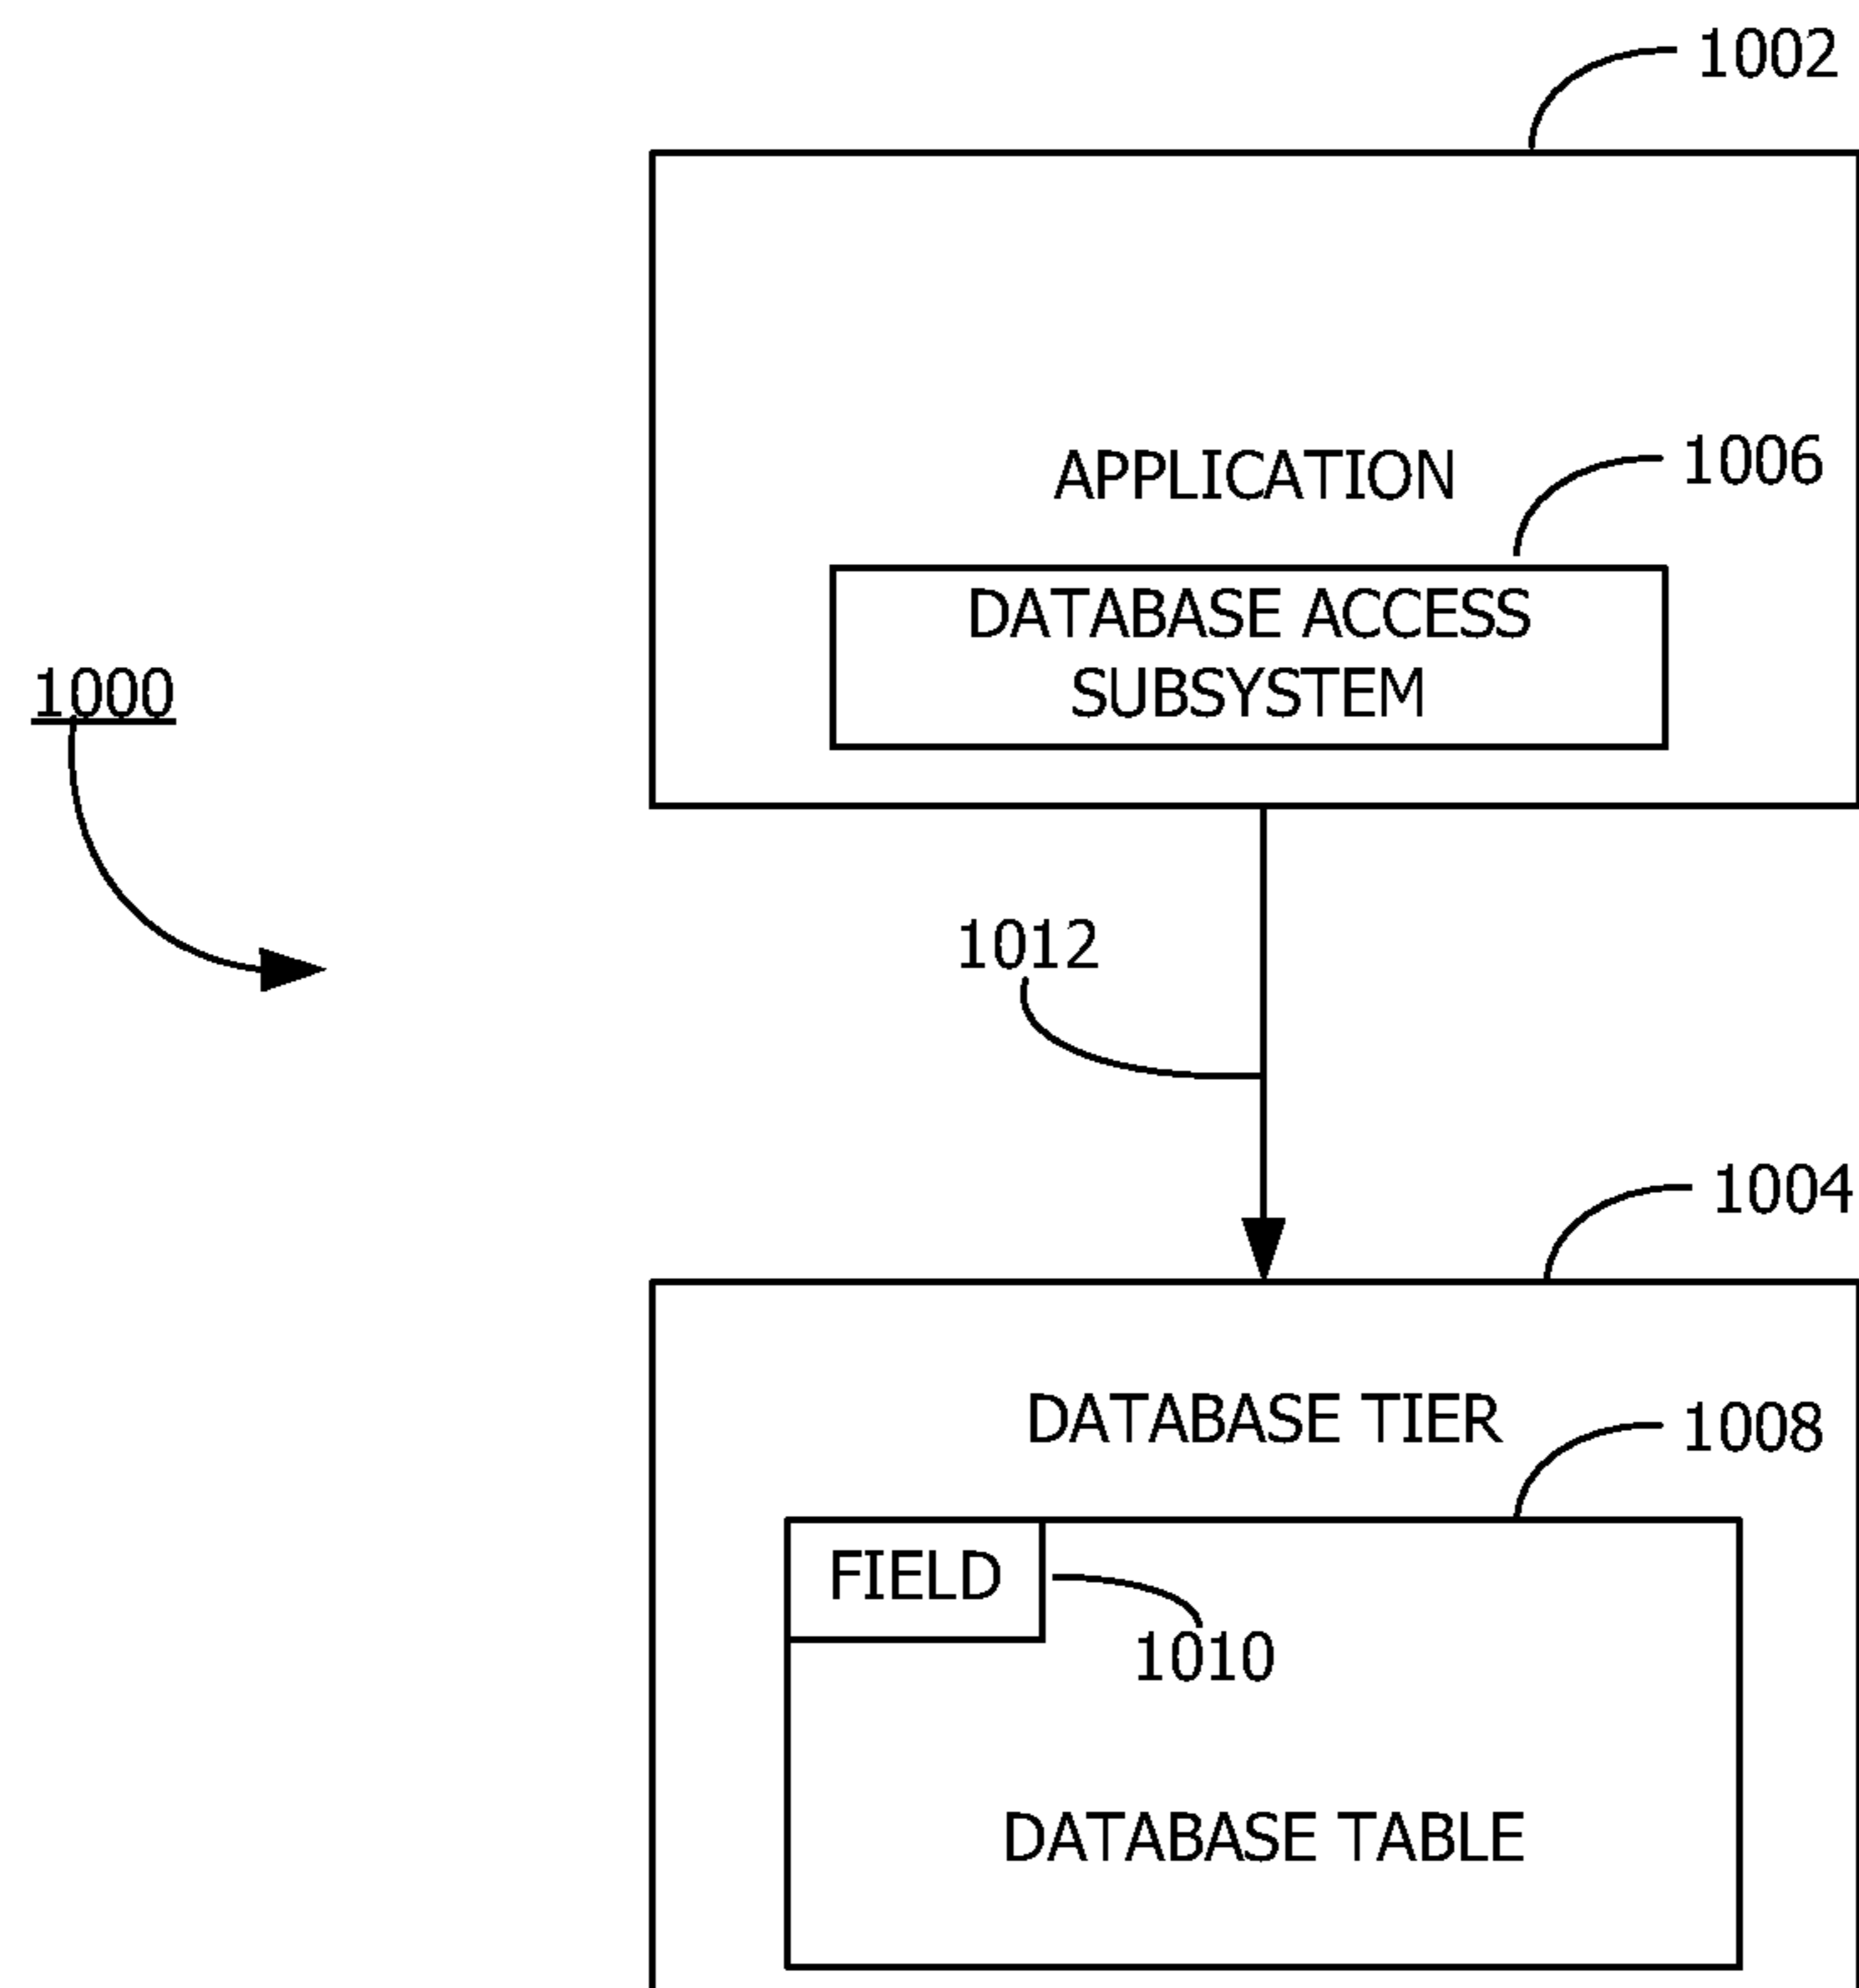 1002
APPLICATION
1006
DATABASE ACCESS
SUBSYSTEM
1000
1012
1004
DATABASE TIER
1008
FIELD
1010
DATABASE TABLE